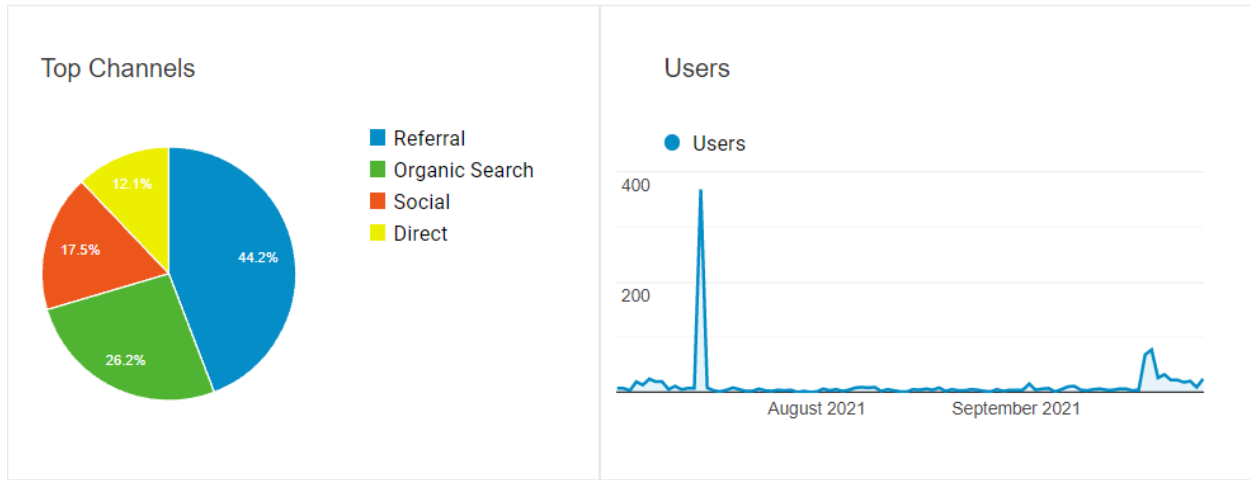 Top Channels
Referral
Organic Search
Social
Direct
12.1%
17.5%
44.2%
26.2%
Users
Users
400
200
August 2021
September 2021